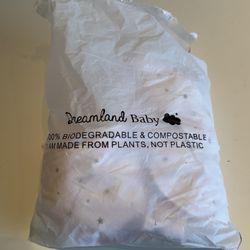 Dreamland Baby
100% BIODEGRADABLE & COMPOSTABLE
I AM MADE FROM PLANTS, NOT PLASTIC